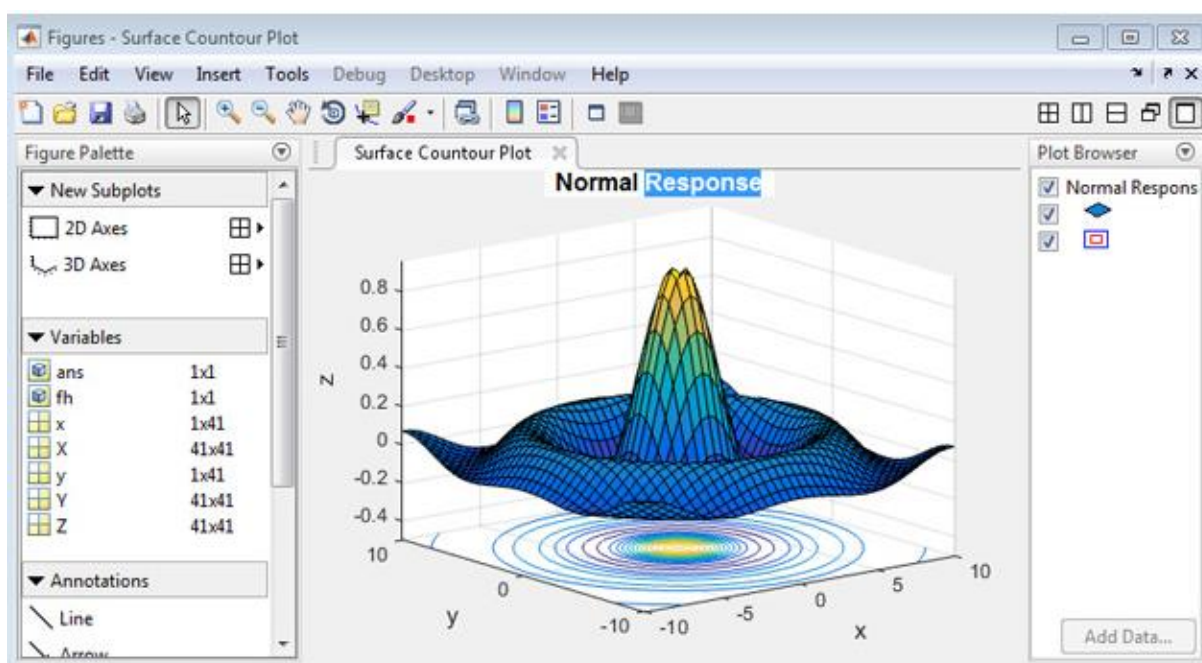 Figures - Surface Countour Plot
File Edit View Insert Tools Debug Desktop Window Help
Figure Palette
New Subplots
2D Axes
3D Axes
Variables
ans 1x1
fh 1x1
x 1x41
X 41x41
y 1x41
Y 41x41
Z 41x41
Annotations
Line
Arrow
Surface Countour Plot
Normal Response
0.8
0.6
0.4
0.2
0
-0.2
-0.4
z
10
0
-10
y
-10
-5
0
5
10
x
Plot Browser
Normal Respons
Add Data...